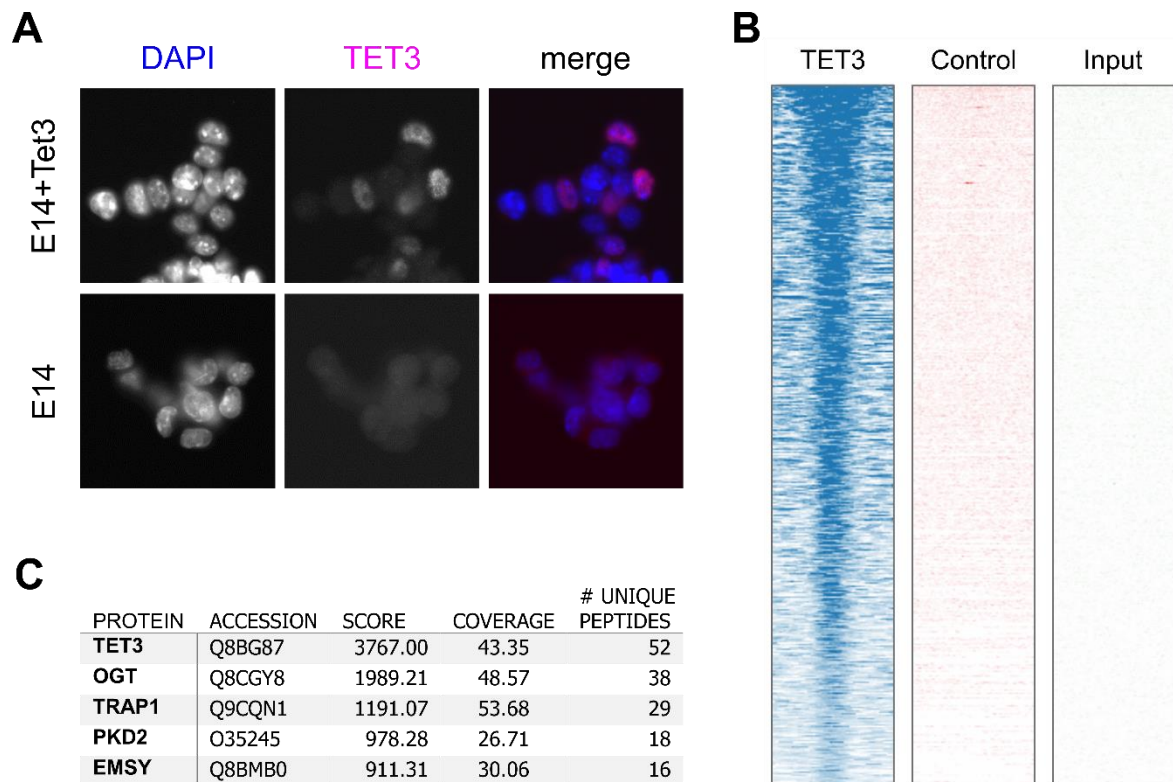 A
DAPI TET3 merge
E14+Tet3
E14
B
TET3 Control Input
C
# UNIQUE
PROTEIN ACCESSION SCORE COVERAGE PEPTIDES
TET3 Q8BG87 3767.00 43.35 52
OGT Q8CGY8 1989.21 48.57 38
TRAP1 Q9CQN1 1191.07 53.68 29
PKD2 O35245 978.28 26.71 18
EMSY Q8BMB0 911.31 30.06 16